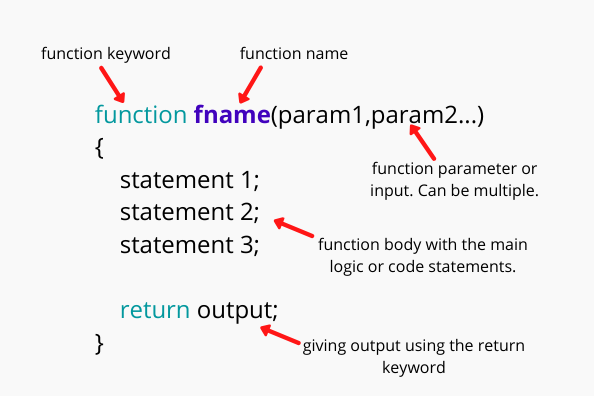 function keyword function name
function fname(param1,param2...)
{
function parameter or
input. Can be multiple.
statement 1;
statement 2;
statement 3;
function body with the main
logic or code statements.
return output;
}
giving output using the return
keyword